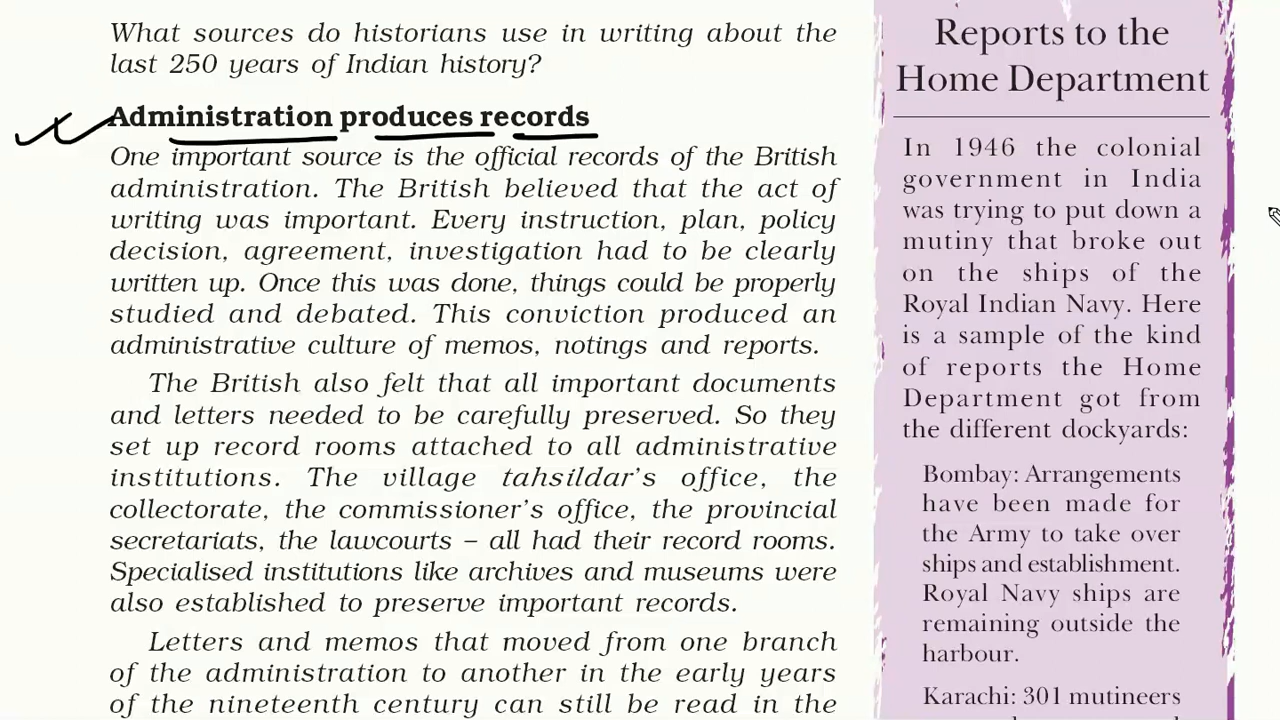 What sources do historians use in writing about the
last 250 years of Indian history?
Administration produces records
One important source is the official records of the British
administration. The British believed that the act of
writing was important. Every instruction, plan, policy
decision, agreement, investigation had to be clearly
written up. Once this was done, things could be properly
studied and debated. This conviction produced an
administrative culture of memos, notings and reports.
The British also felt that all important documents
and letters needed to be carefully preserved. So they
set up record rooms attached to all administrative
institutions. The village tahsildar's office, the
collectorate, the commissioner's office, the provincial
secretariats, the lawcourts – all had their record rooms.
Specialised institutions like archives and museums were
also established to preserve important records.
Letters and memos that moved from one branch
of the administration to another in the early years
of the nineteenth century can still be read in the
Reports to the
Home Department
In 1946 the colonial
government in India
was trying to put down a
mutiny that broke out
on the ships of the
Royal Indian Navy. Here
is a sample of the kind
of reports the Home
Department got from
the different dockyards:
Bombay: Arrangements
have been made for
the Army to take over
ships and establishment.
Royal Navy ships are
remaining outside the
harbour.
Karachi: 301 mutineers